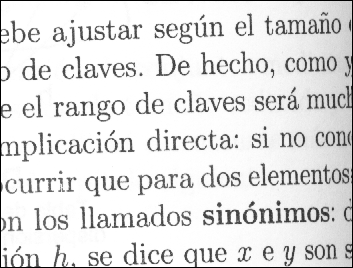 ebe ajustar según el tamaño
o de claves. De hecho, como y
e el rango de claves será much
mplicación directa: si no cono
ocurrir que para dos elementos
on los llamados sinónimos: d
ión h, se dice que x e y son s